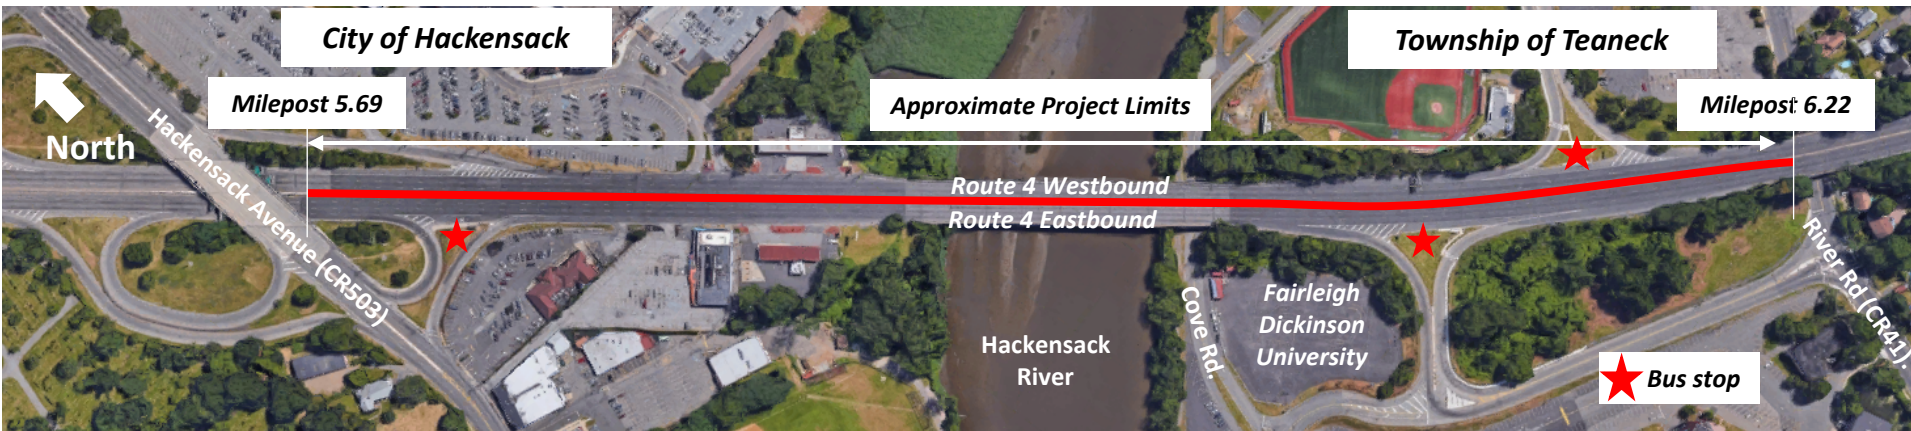 City of Hackensack
Township of Teaneck
Milepost 5.69
Approximate Project Limits
Milepost 6.22
North
Hackensack Avenue (CR503)
Route 4 Westbound
Route 4 Eastbound
Hackensack
River
Cove Rd.
Fairleigh
Dickinson
University
River Rd (CR41).
Bus stop